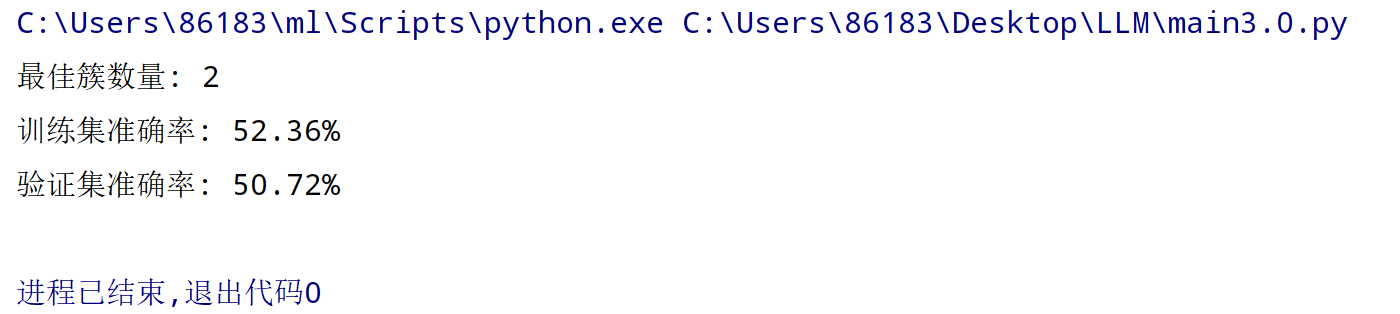 C:\Users\86183\ml\Scripts\python.exe C:\Users\86183\Desktop\LLM\main3.0.py
最佳簇数量: 2
训练集准确率: 52.36%
验证集准确率: 50.72%
进程已结束,退出代码0